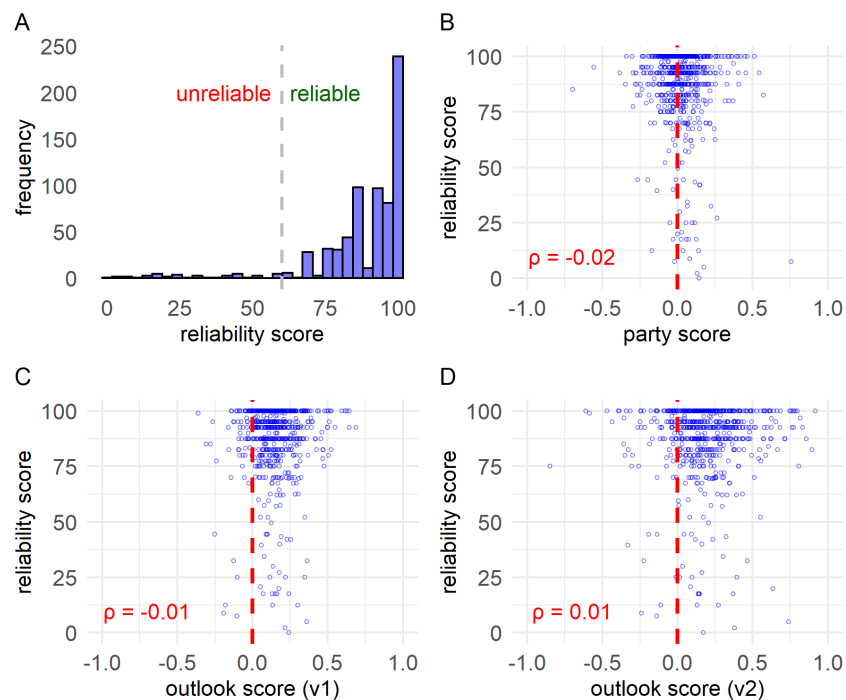 A
250
200
150
100
50
0
frequency
unreliable
reliable
0 25 50 75 100
reliability score
B
100
75
50
25
0
reliability score
ρ = -0.02
-1.0 -0.5 0.0 0.5 1.0
party score
C
100
75
50
25
0
reliability score
ρ = -0.01
-1.0 -0.5 0.0 0.5 1.0
outlook score (v1)
D
100
75
50
25
0
reliability score
ρ = 0.01
-1.0 -0.5 0.0 0.5 1.0
outlook score (v2)